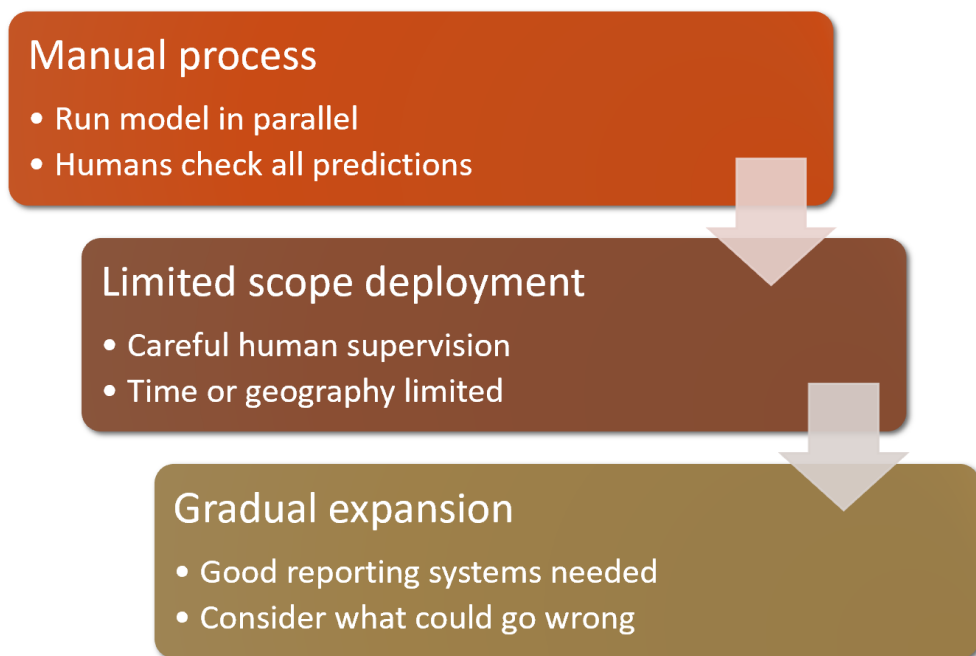 Manual process
• Run model in parallel
• Humans check all predictions
Limited scope deployment
• Careful human supervision
• Time or geography limited
Gradual expansion
• Good reporting systems needed
• Consider what could go wrong